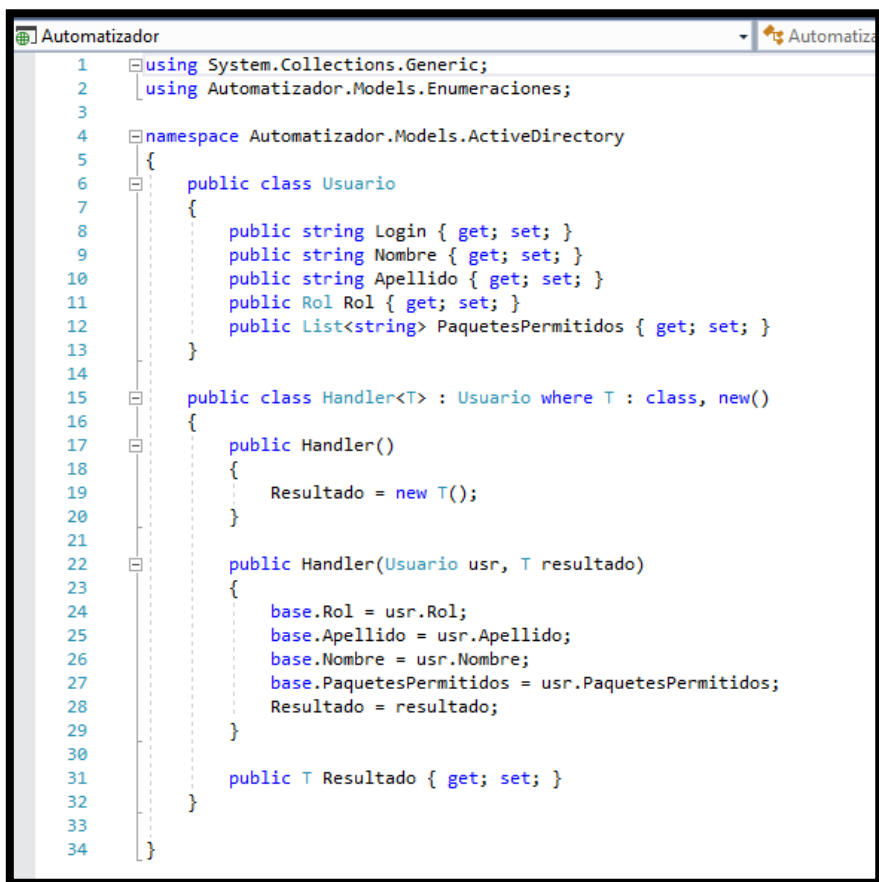 Automatizador
Automatiza
1 using System.Collections.Generic;
2 using Automatizador.Models.Enumeraciones;
3
4 namespace Automatizador.Models.ActiveDirectory
5 {
6 public class Usuario
7 {
8 public string Login { get; set; }
9 public string Nombre { get; set; }
10 public string Apellido { get; set; }
11 public Rol Rol { get; set; }
12 public List<string> PaquetesPermitidos { get; set; }
13 }
14
15 public class Handler<T> : Usuario where T : class, new()
16 {
17 public Handler()
18 {
19 Resultado = new T();
20 }
21
22 public Handler(Usuario usr, T resultado)
23 {
24 base.Rol = usr.Rol;
25 base.Apellido = usr.Apellido;
26 base.Nombre = usr.Nombre;
27 base.PaquetesPermitidos = usr.PaquetesPermitidos;
28 Resultado = resultado;
29 }
30
31 public T Resultado { get; set; }
32 }
33
34 }